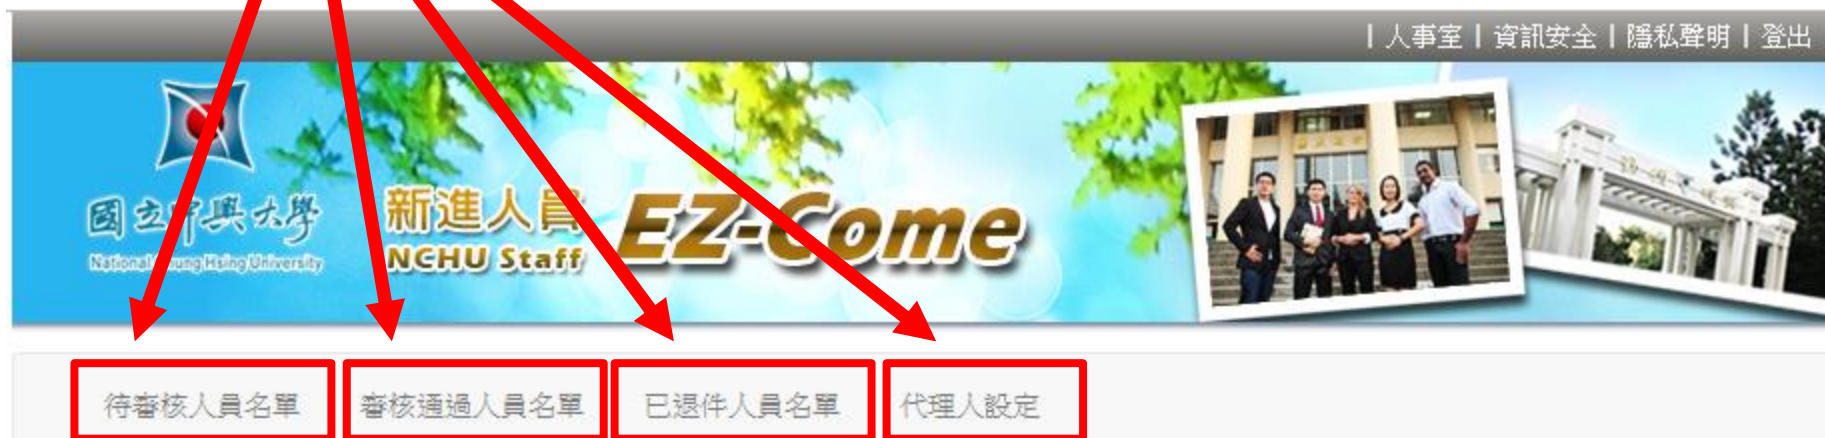 | 人事室 | 資訊安全 | 隱私聲明 | 登出
國立中興大學
National Chung Hsing University
新進人員
NCHU Staff
EZ-Come
待審核人員名單 審核通過人員名單 已退件人員名單 代理人設定